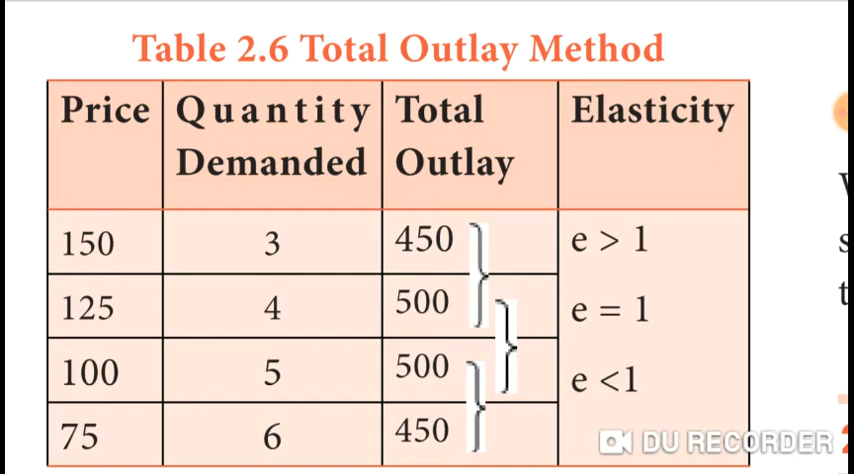 Table 2.6 Total Outlay Method
Price Quantity Demanded Total Outlay Elasticity
150 3 450 e > 1
125 4 500 e = 1
100 5 500 e <1
75 6 450
DU RECORDER